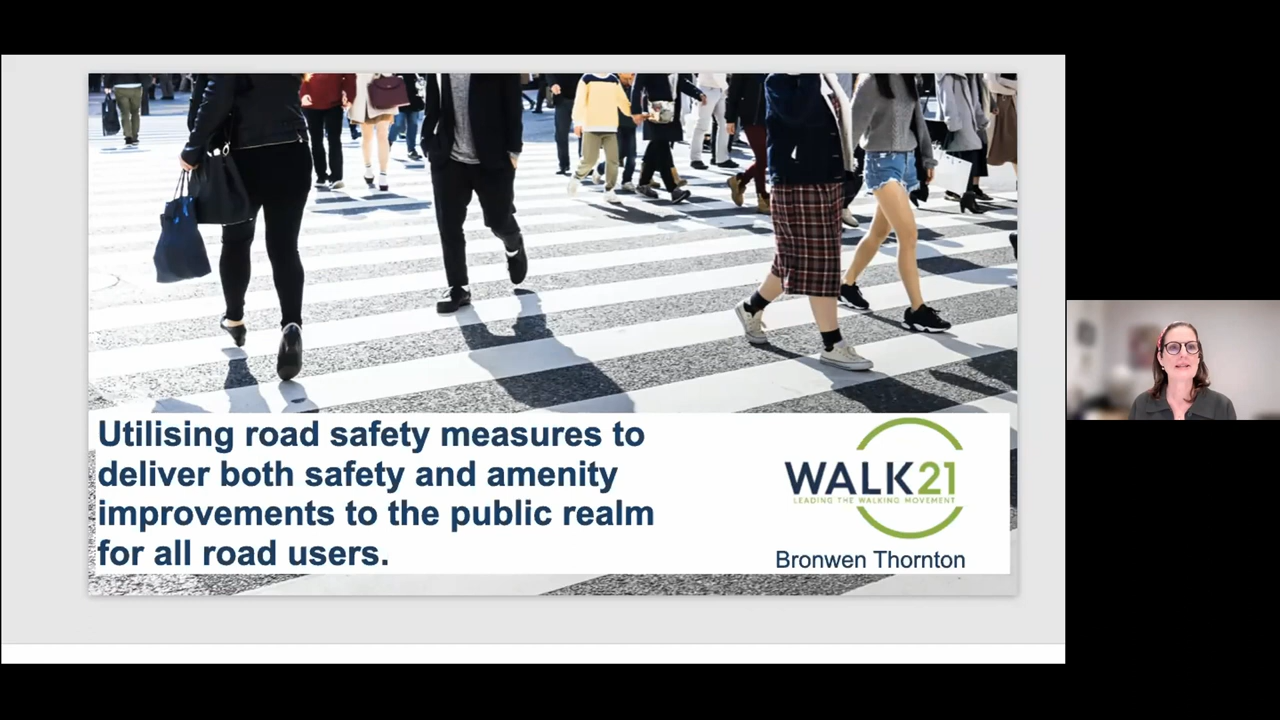 Utilising road safety measures to
deliver both safety and amenity
improvements to the public realm
for all road users.
WALK21
LEADING THE WALKING MOVEMENT
Bronwen Thornton